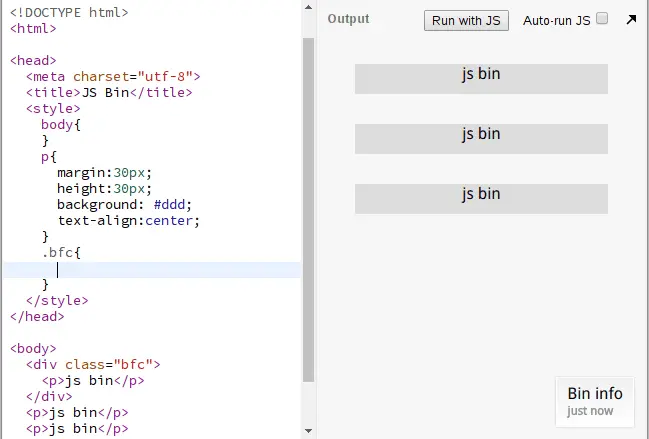 <!DOCTYPE html>
<html>
<head>
<meta charset="utf-8">
<title>JS Bin</title>
<style>
body{
}
p{
margin:30px;
height:30px;
background: #ddd;
text-align:center;
}
.bfc{
}
</style>
</head>
<body>
<div class="bfc">
<p>js bin</p>
</div>
<p>js bin</p>
<p>js bin</p>
Output Run with JS Auto-run JS
js bin
js bin
js bin
Bin info
just now